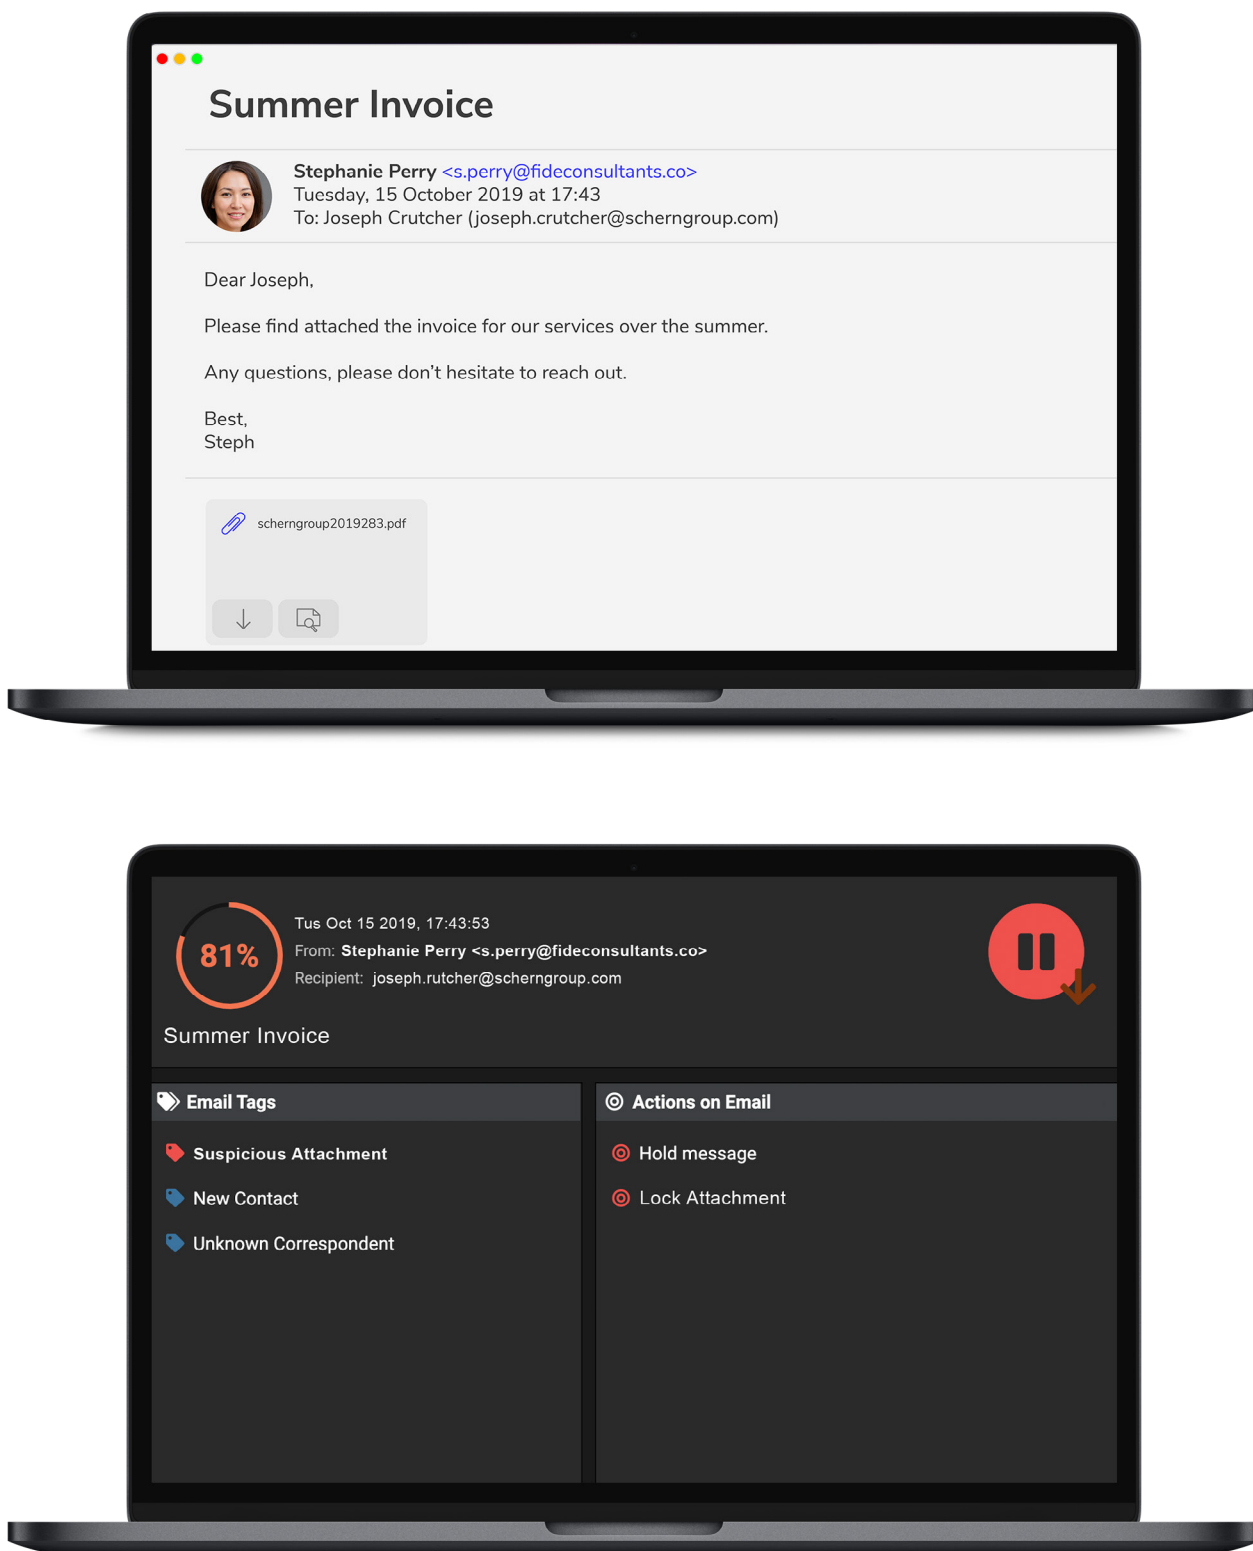 Summer Invoice
Stephanie Perry <s.perry@fideconsultants.co>
Tuesday, 15 October 2019 at 17:43
To: Joseph Crutcher (joseph.crutcher@scherngroup.com)
Dear Joseph,
Please find attached the invoice for our services over the summer.
Any questions, please don't hesitate to reach out.
Best,
Steph
scherngroup2019283.pdf
81%
Tus Oct 15 2019, 17:43:53
From: Stephanie Perry <s.perry@fideconsultants.co>
Recipient: joseph.rutcher@scherngroup.com
Summer Invoice
Email Tags
Suspicious Attachment
New Contact
Unknown Correspondent
Actions on Email
Hold message
Lock Attachment